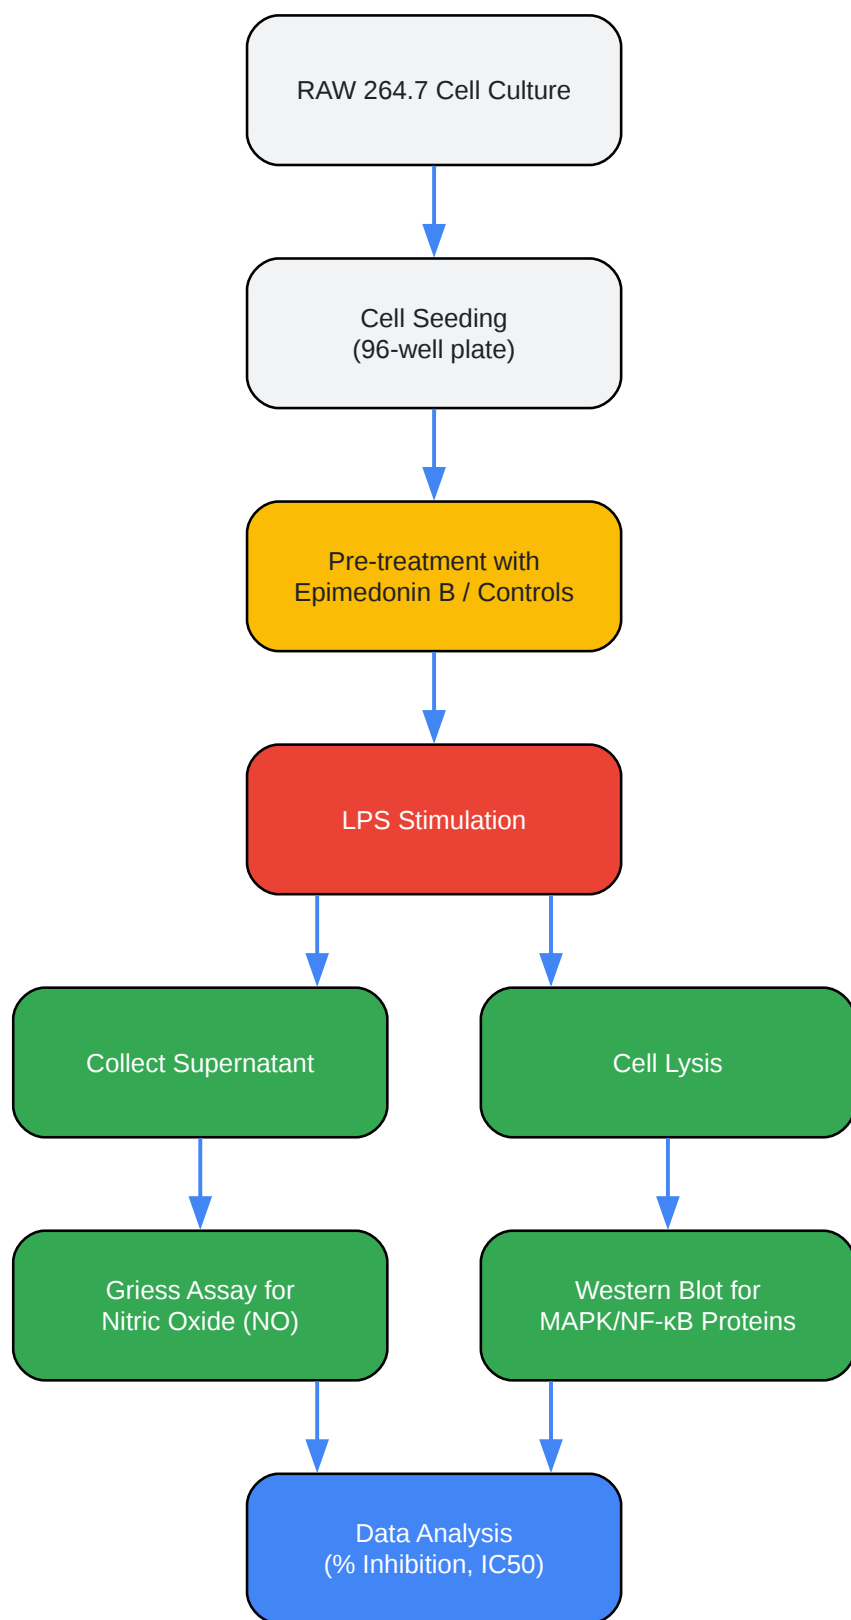 RAW 264.7 Cell Culture
Cell Seeding
(96-well plate)
Pre-treatment with
Epimedonin B / Controls
LPS Stimulation
Collect Supernatant
Cell Lysis
Griess Assay for
Nitric Oxide (NO)
Western Blot for
MAPK/NF-κB Proteins
Data Analysis
(% Inhibition, IC50)